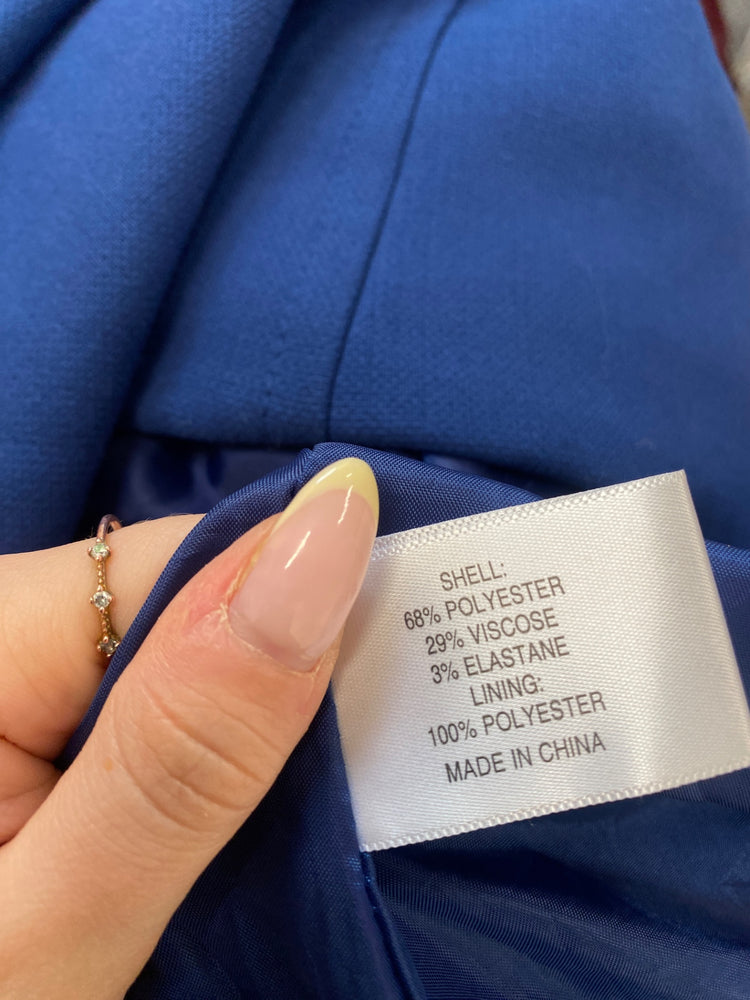 SHELL:
68% POLYESTER
29% VISCOSE
3% ELASTANE
LINING:
100% POLYESTER
MADE IN CHINA